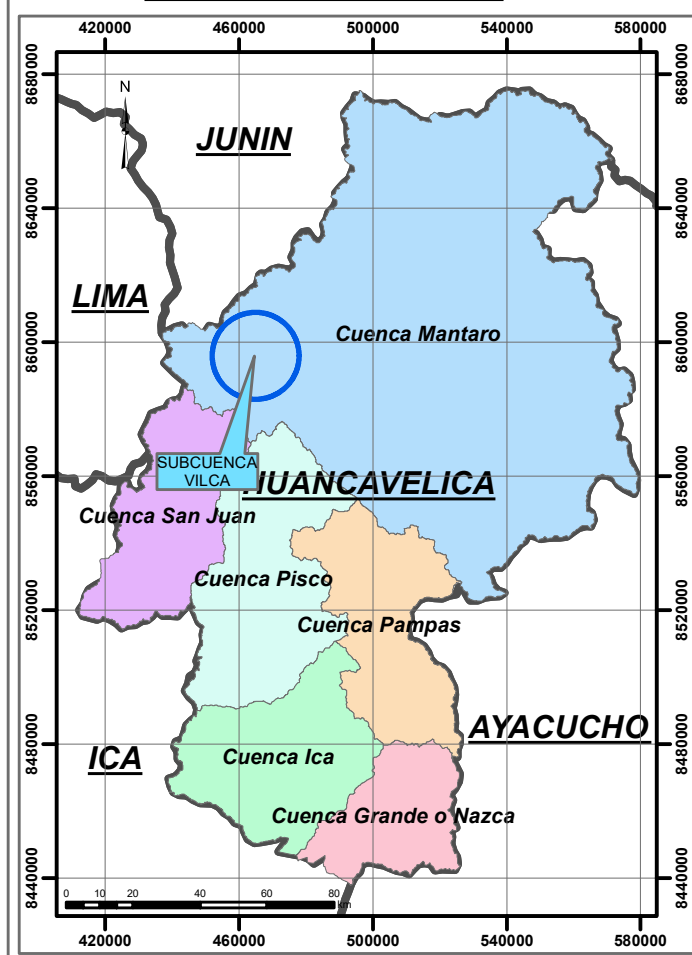 420000 460000 500000 540000 580000
8680000 8680000
N
JUNIN
8640000 8640000
LIMA
Cuenca Mantaro
8600000 8600000
SUBCUENCA
VILCA
HUANCAVELICA
8560000 8560000
Cuenca San Juan
Cuenca Pisco
8520000 8520000
Cuenca Pampas
AYACUCHO
8480000 8480000
ICA
Cuenca Ica
Cuenca Grande o Nazca
8440000 8440000
0 10 20 40 60 80
km
420000 460000 500000 540000 580000